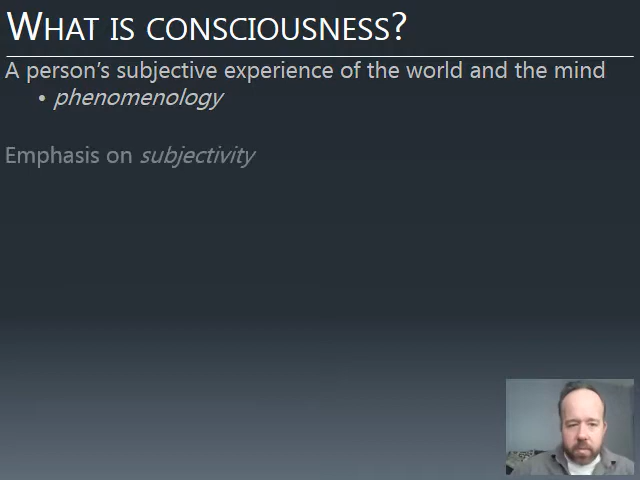 WHAT IS CONSCIOUSNESS?
A person's subjective experience of the world and the mind
• phenomenology
Emphasis on subjectivity